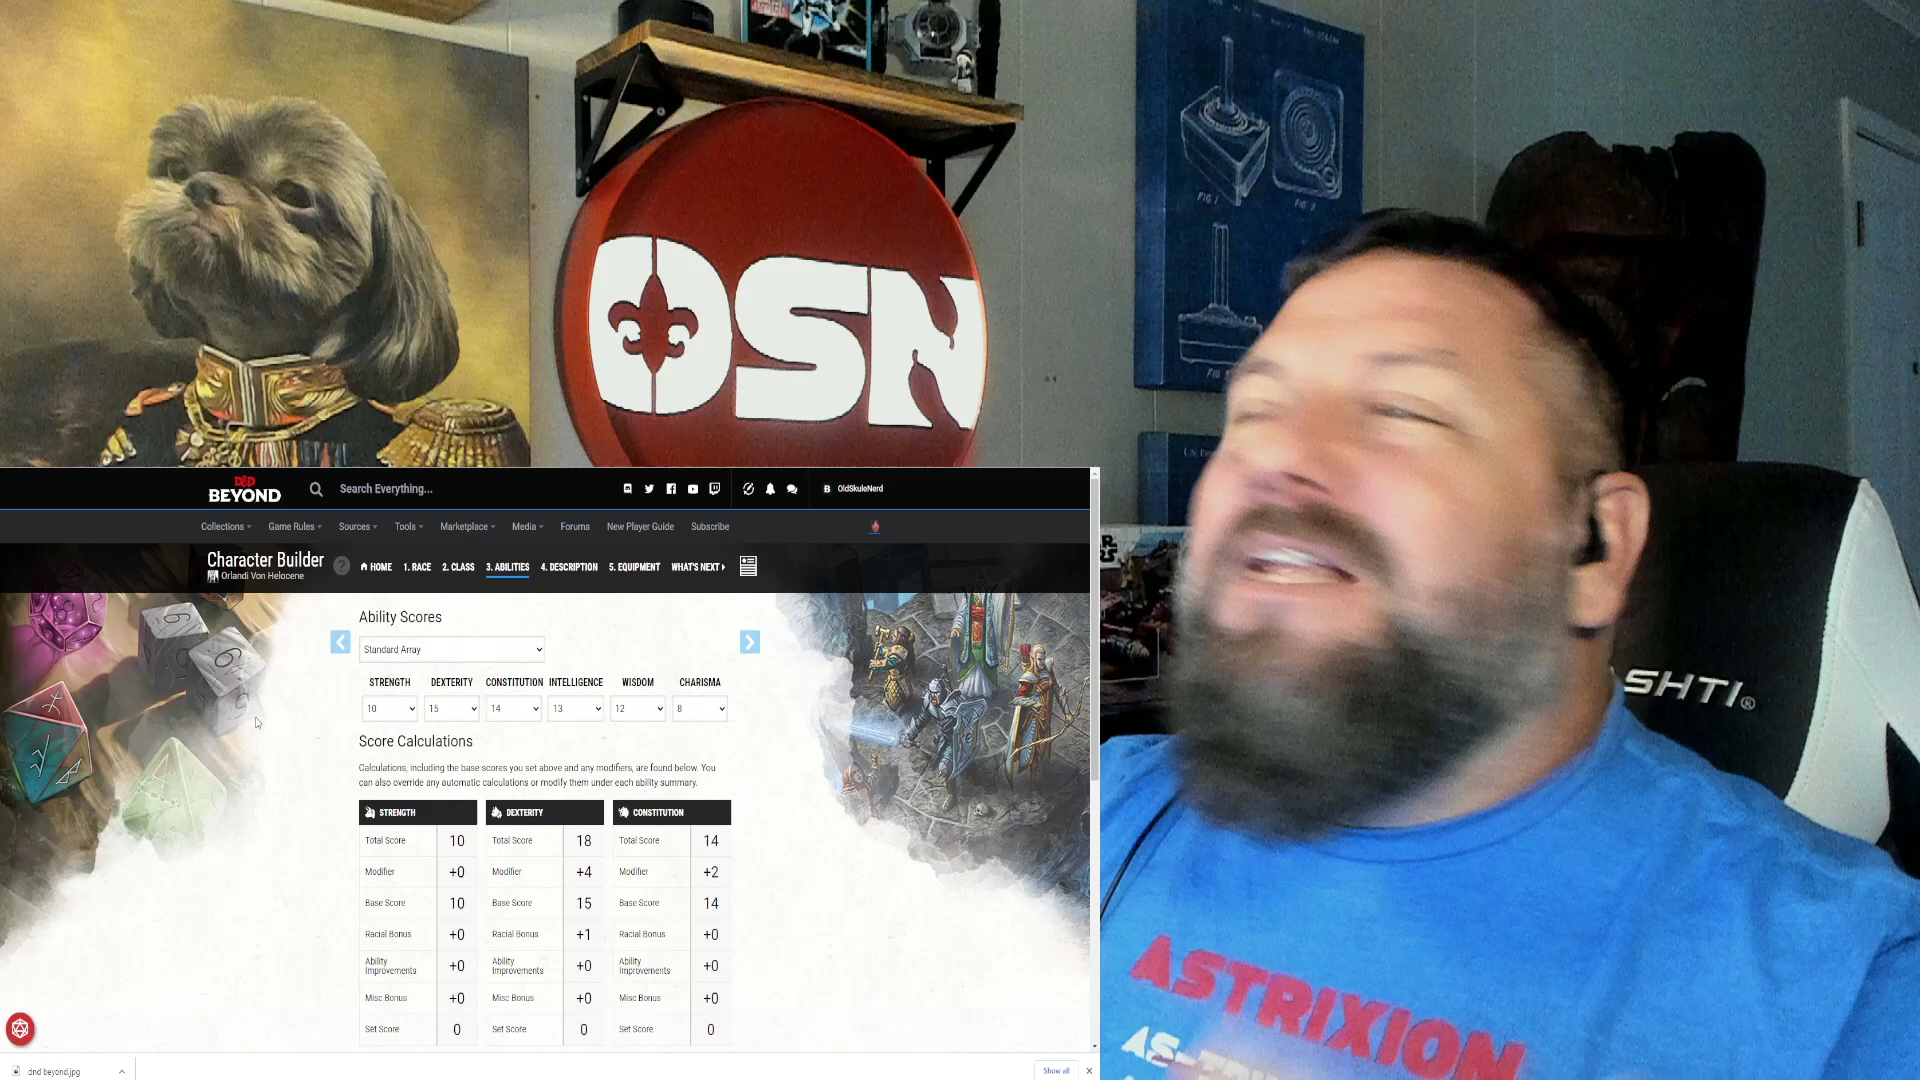 FIG. 1
FIG. 2
OSN
D&D
BEYOND
Search Everything...
B OldSkuleNerd
Collections
Game Rules
Sources
Tools
Marketplace
Media
Forums
New Player Guide
Subscribe
Character Builder
Orlandi Von Helocene
?
HOME
1. RACE
2. CLASS
3. ABILITIES
4. DESCRIPTION
5. EQUIPMENT
WHAT'S NEXT
Ability Scores
Standard Array
STRENGTH DEXTERITY CONSTITUTION INTELLIGENCE WISDOM CHARISMA
10 15 14 13 12 8
Score Calculations
Calculations, including the base scores you set above and any modifiers, are found below. You
can also override any automatic calculations or modify them under each ability summary.
STRENGTH DEXTERITY CONSTITUTION
Total Score 10 Total Score 18 Total Score 14
Modifier +0 Modifier +4 Modifier +2
Base Score 10 Base Score 15 Base Score 14
Racial Bonus +0 Racial Bonus +1 Racial Bonus +0
Ability Improvements +0 Ability Improvements +0 Ability Improvements +0
Misc Bonus +0 Misc Bonus +0 Misc Bonus +0
Set Score 0 Set Score 0 Set Score 0
dnd beyond.jpg
Show all
SHTI®
ASTRIXION